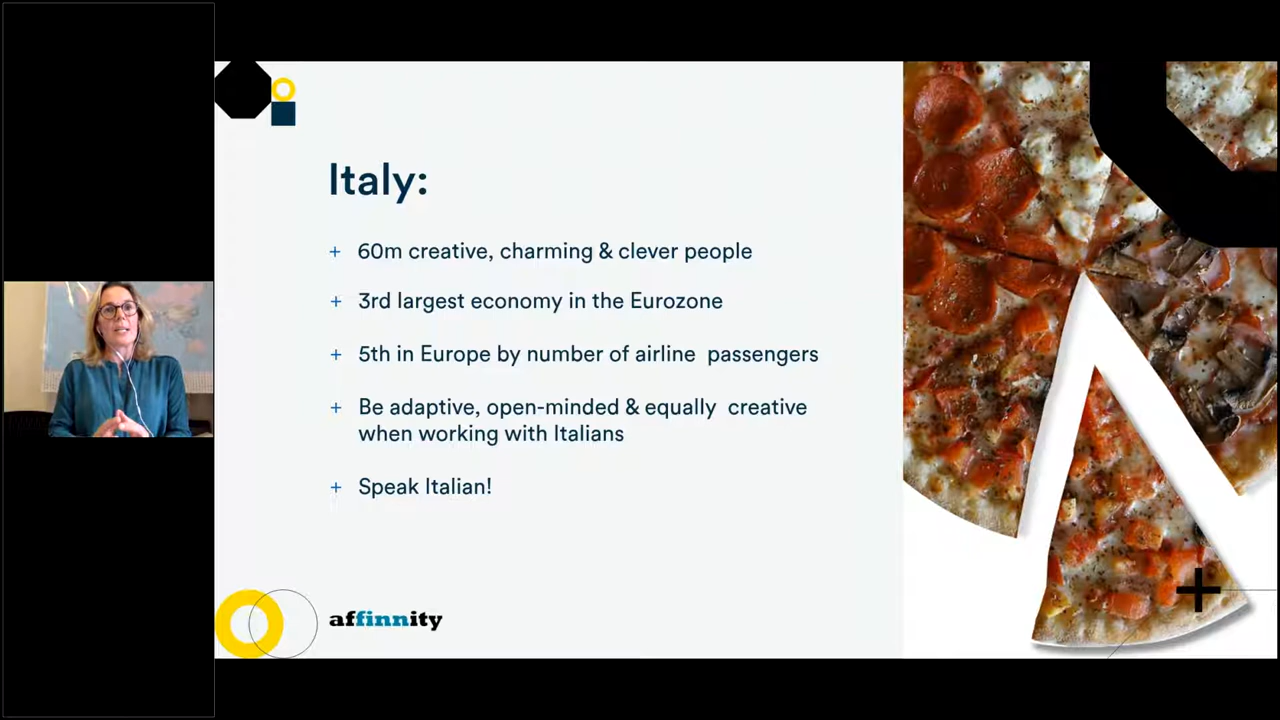 Italy:
+ 60m creative, charming & clever people
+ 3rd largest economy in the Eurozone
+ 5th in Europe by number of airline passengers
+ Be adaptive, open-minded & equally creative
when working with Italians
+ Speak Italian!
affinnity